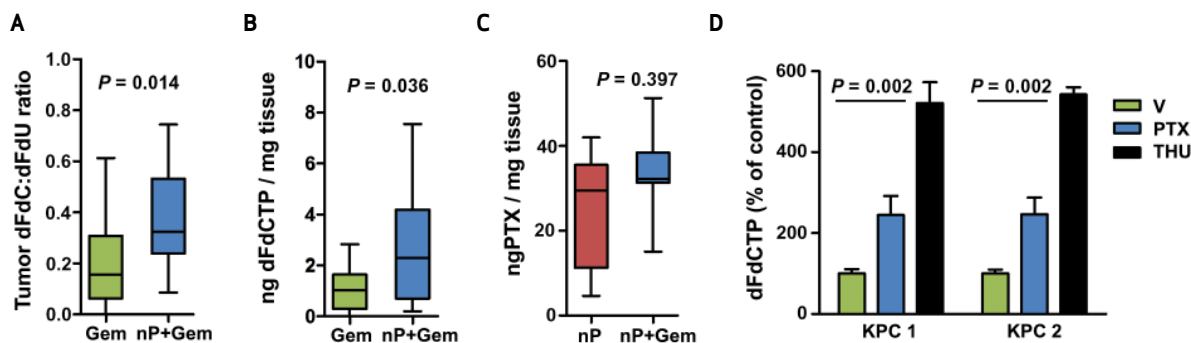 A
Tumor dFdC:dFdU ratio
1.0
0.8
0.6
0.4
0.2
0.0
P = 0.014
Gem nP+Gem
B
ng dFdCTP / mg tissue
10
8
6
4
2
0
P = 0.036
Gem nP+Gem
C
ngPTX / mg tissue
60
40
20
0
P = 0.397
nP nP+Gem
D
dFdCTP (% of control)
600
400
200
0
P = 0.002 P = 0.002
KPC 1 KPC 2
V
PTX
THU